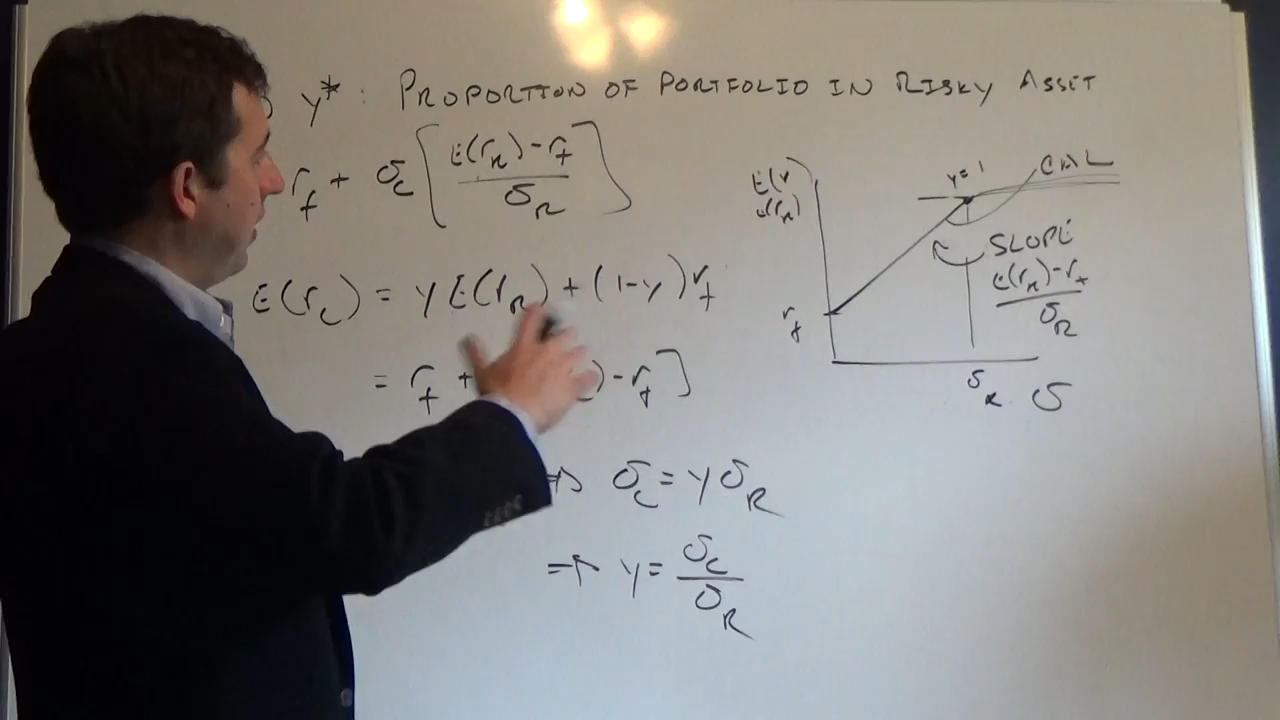 y* : PROPORTION OF PORTFOLIO IN RISKY ASSET
r_f + σ_C [ (E(r_R) - r_f) / σ_R ]
E(r_C) = y E(r_R) + (1-y) r_f
= r_f + ) - r_f ]
⇒ σ_C = y σ_R
⇒ y = σ_C / σ_R
E(r
E(r_R)
y=1
CAL
SLOPE
(E(r_R) - r_f) / σ_R
r_f
σ_R
σ